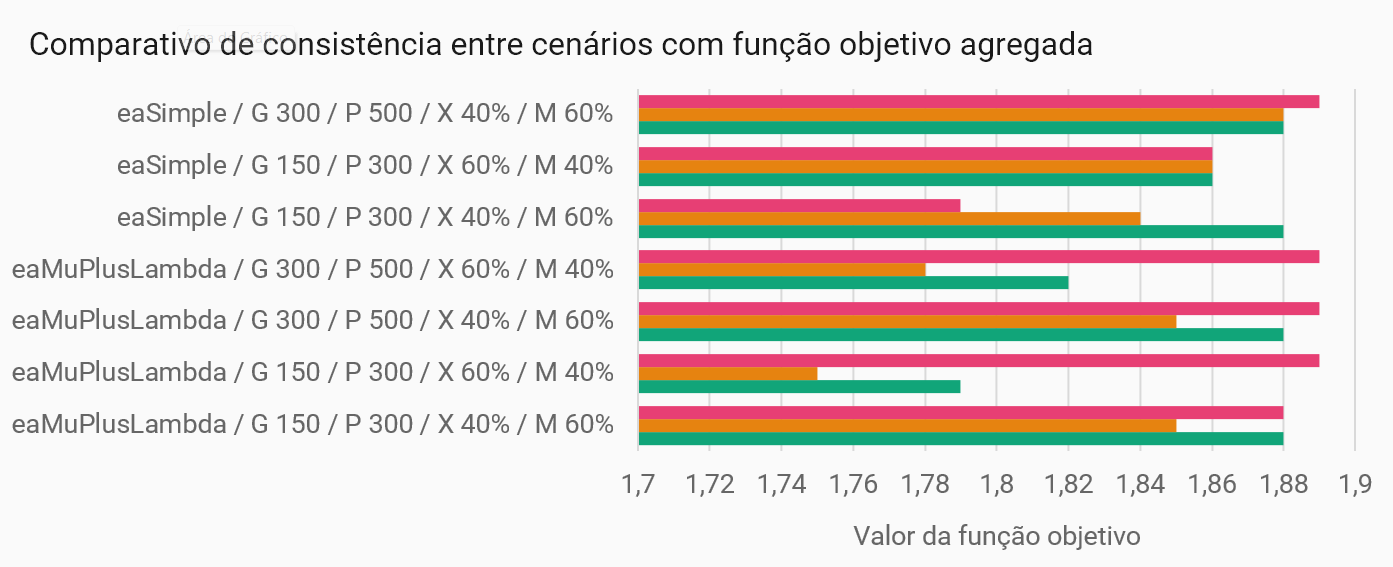 Comparativo de consistência entre cenários com função objetivo agregada
eaSimple / G 300 / P 500 / X 40% / M 60%
eaSimple / G 150 / P 300 / X 60% / M 40%
eaSimple / G 150 / P 300 / X 40% / M 60%
eaMuPlusLambda / G 300 / P 500 / X 60% / M 40%
eaMuPlusLambda / G 300 / P 500 / X 40% / M 60%
eaMuPlusLambda / G 150 / P 300 / X 60% / M 40%
eaMuPlusLambda / G 150 / P 300 / X 40% / M 60%
1,7 1,72 1,74 1,76 1,78 1,8 1,82 1,84 1,86 1,88 1,9
Valor da função objetivo